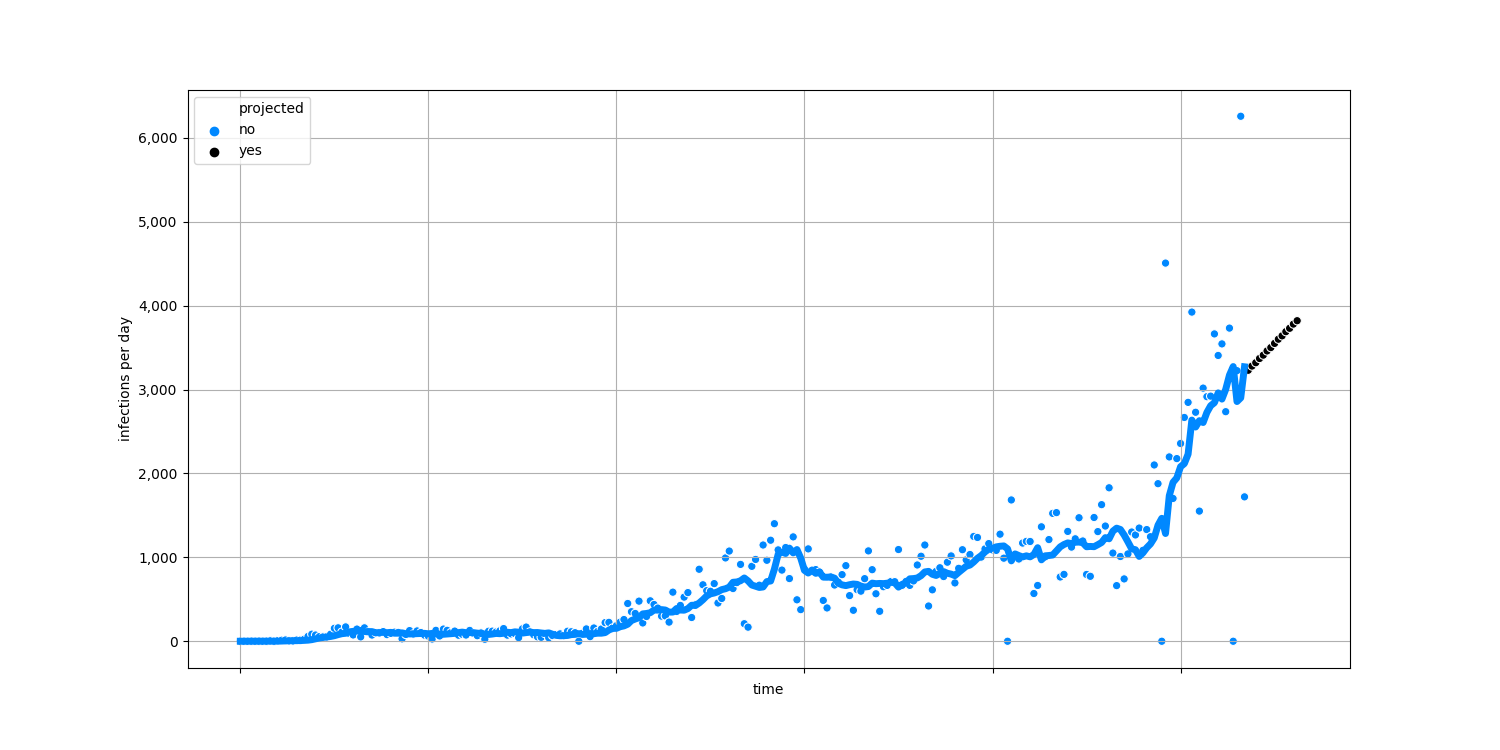 projected
no
yes
6,000
5,000
4,000
3,000
2,000
1,000
0
infections per day
time